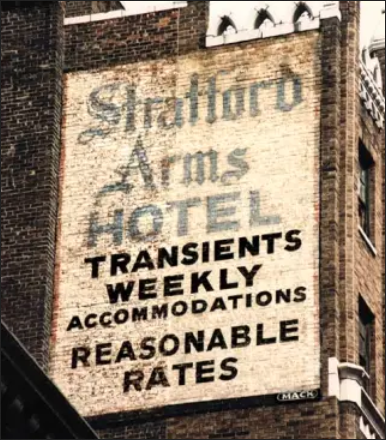 Stratford
Arms
HOTEL
TRANSIENTS
WEEKLY
ACCOMMODATIONS
REASONABLE
RATES
MACK